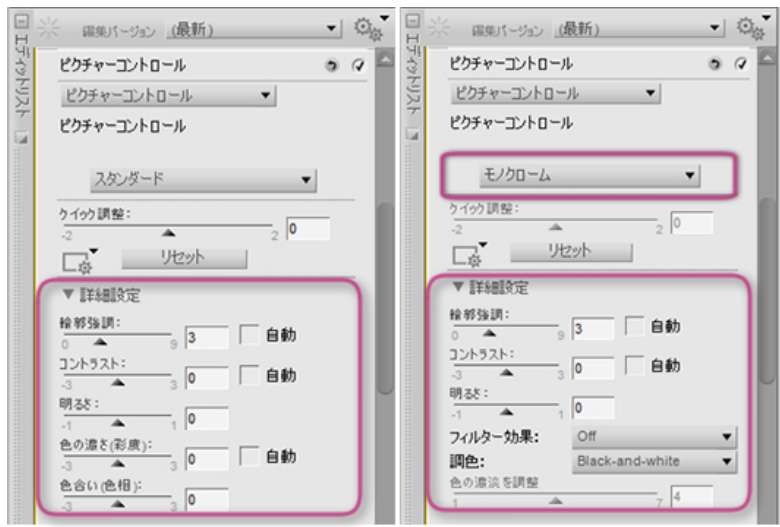 エディットリスト
編集バージョン (最新)
ピクチャーコントロール
ピクチャーコントロール
ピクチャーコントロール
スタンダード
クイック調整:
-2 2 0
リセット
▼ 詳細設定
輪郭強調:
0 9 3 自動
コントラスト:
-3 3 0 自動
明るさ:
-1 1 0
色の濃さ(彩度):
-3 3 0 自動
色合い(色相):
-3 3 0
エディットリスト
編集バージョン (最新)
ピクチャーコントロール
ピクチャーコントロール
ピクチャーコントロール
モノクローム
クイック調整:
-2 2 0
リセット
▼ 詳細設定
輪郭強調:
0 9 3 自動
コントラスト:
-3 3 0 自動
明るさ:
-1 1 0
フィルター効果: Off
調色: Black-and-white
色の濃淡を調整
1 7 4